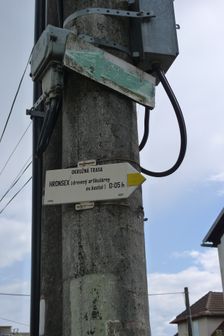 OKRUŽNÁ TRASA
HRONSEK (drevený artikulárny
ev. kostol) 0:05 h